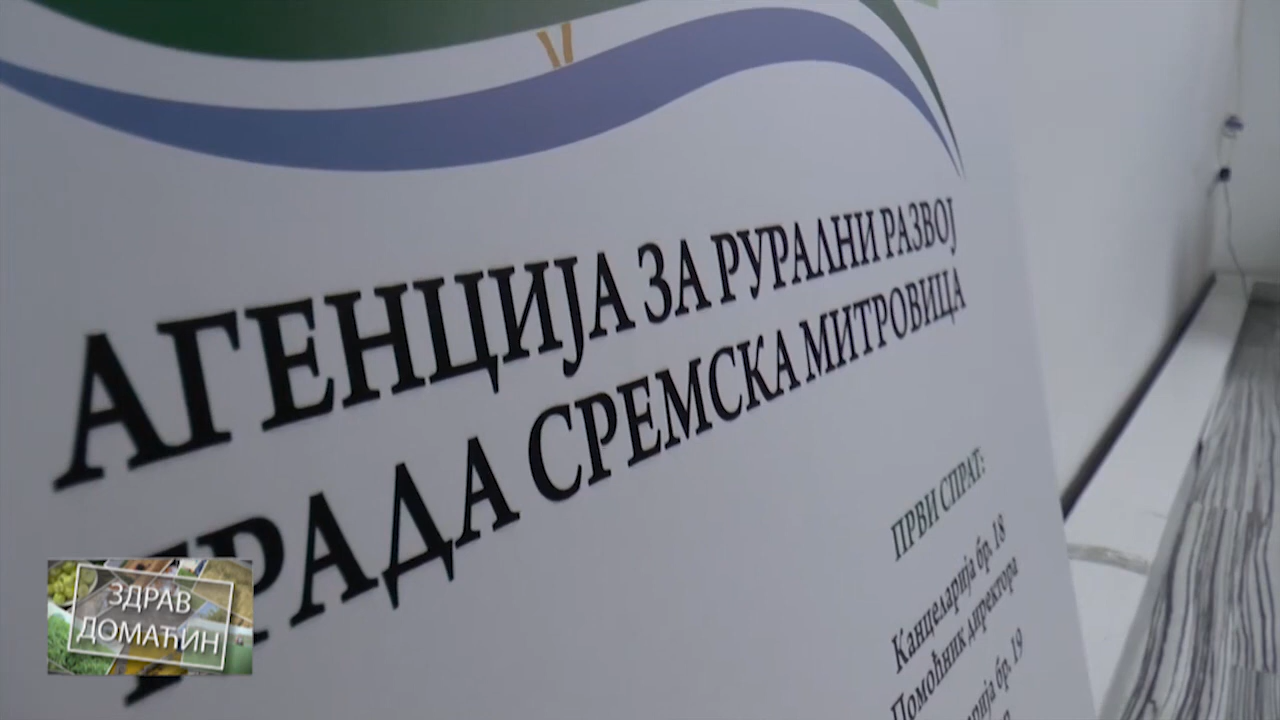 АГЕНЦИЈА ЗА РУРАЛНИ РАЗВОЈ
ГРАДА СРЕМСКА МИТРОВИЦА
ПРВИ СПРАТ:
Канцеларија бр. 18
Помоћник директора
бр. 19
ЗДРАВ
ДОМАЋИН